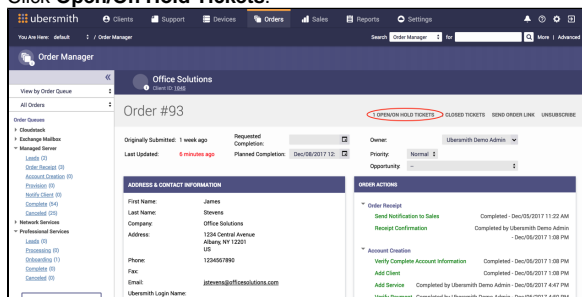 Click Open/On Hold Tickets.
ubersmith
Clients
Support
Devices
Orders
Sales
Reports
Settings
You Are Here: default / Order Manager
Search Order Manager for
More | Advanced
Order Manager
Office Solutions
Client ID: 1045
View by Order Queue
All Orders
Order Queues
Cloudstack
Exchange Mailbox
Managed Server
Leads (0)
Order Receipt (3)
Account Creation (0)
Provision (0)
Notify Client (0)
Complete (94)
Canceled (25)
Network Services
Professional Services
Leads (0)
Processing (0)
Onboarding (1)
Complete (0)
Canceled (0)
Order #93
1 OPEN/ON HOLD TICKETS
CLOSED TICKETS
SEND ORDER LINK
UNSUBSCRIBE
Originally Submitted: 1 week ago
Requested Completion:
Owner: Ubersmith Demo Admin
Last Updated: 6 minutes ago
Planned Completion: Dec/08/2017 12:
Priority: Normal
Opportunity: --
ADDRESS & CONTACT INFORMATION
First Name: James
Last Name: Stevens
Company: Office Solutions
Address: 1234 Central Avenue
Albany, NY 12201
US
Phone: 1234567890
Fax:
Email: jstevens@officesolutions.com
Ubersmith Login Name:
ORDER ACTIONS
Order Receipt
Send Notification to Sales Completed - Dec/05/2017 11:22 AM
Receipt Confirmation Completed by Ubersmith Demo Admin
- Dec/06/2017 1:08 PM
Account Creation
Verify Complete Account Information Completed - Dec/06/2017 1:08 PM
Add Client Completed - Dec/06/2017 1:08 PM
Add Service Completed by Ubersmith Demo Admin - Dec/06/2017 4:47 PM